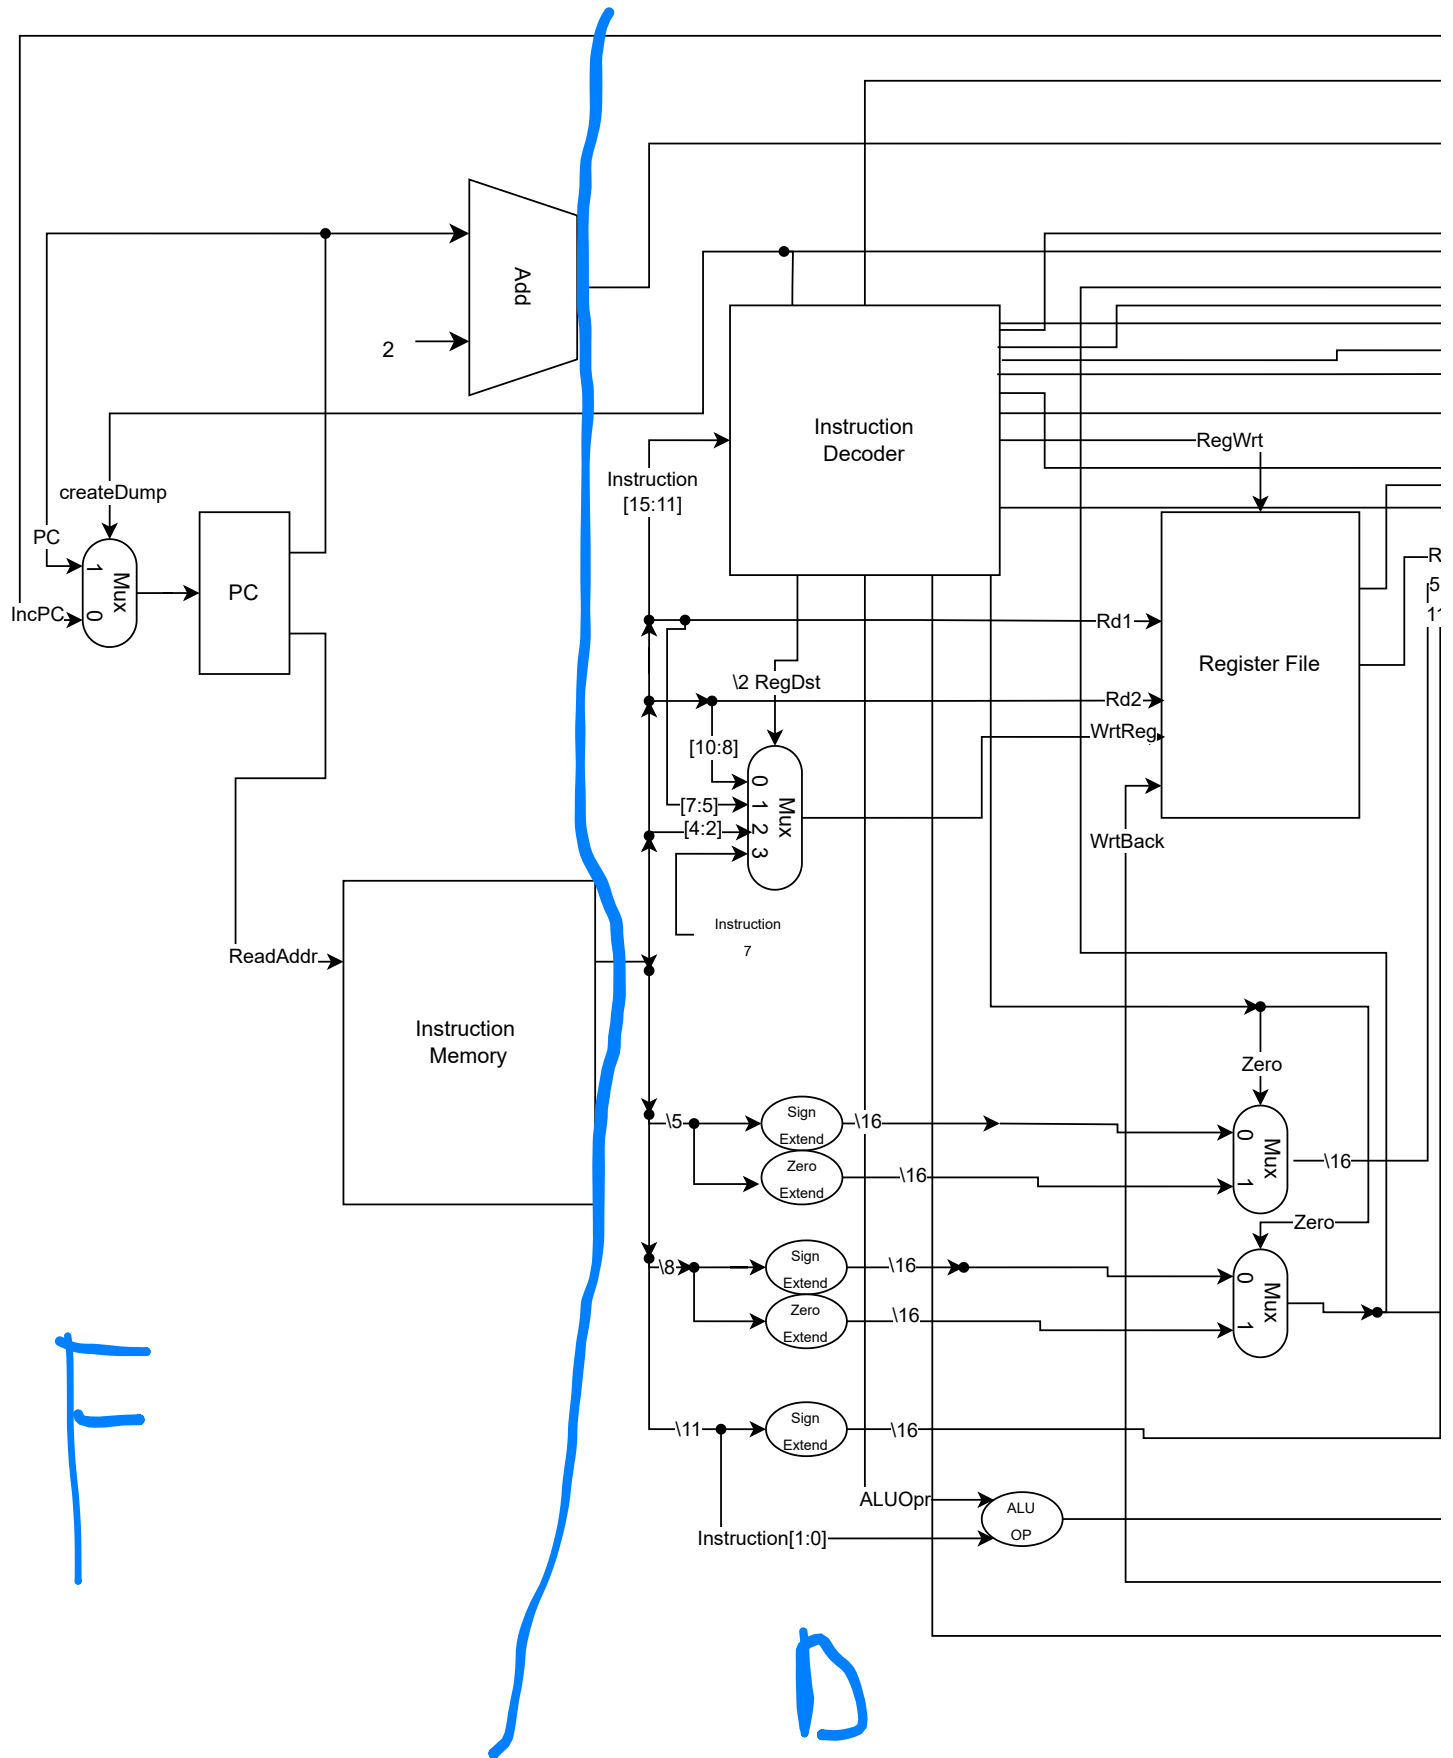 Add
2
Instruction
Decoder
Instruction
[15:11]
RegWrt
createDump
PC
1
Mux
0
IncPC
PC
R
5
11
Rd1
Register File
\2 RegDst
Rd2
[10:8]
WrtReg
0
1
2
3
Mux
[7:5]
[4:2]
WrtBack
Instruction
7
ReadAddr
Instruction
Memory
Zero
\5
Sign
Extend
\16
0
Mux
1
\16
Zero
Extend
\16
Zero
\8
Sign
Extend
\16
0
Mux
1
Zero
Extend
\16
F
\11
Sign
Extend
\16
ALUOpr
ALU
OP
Instruction[1:0]
D